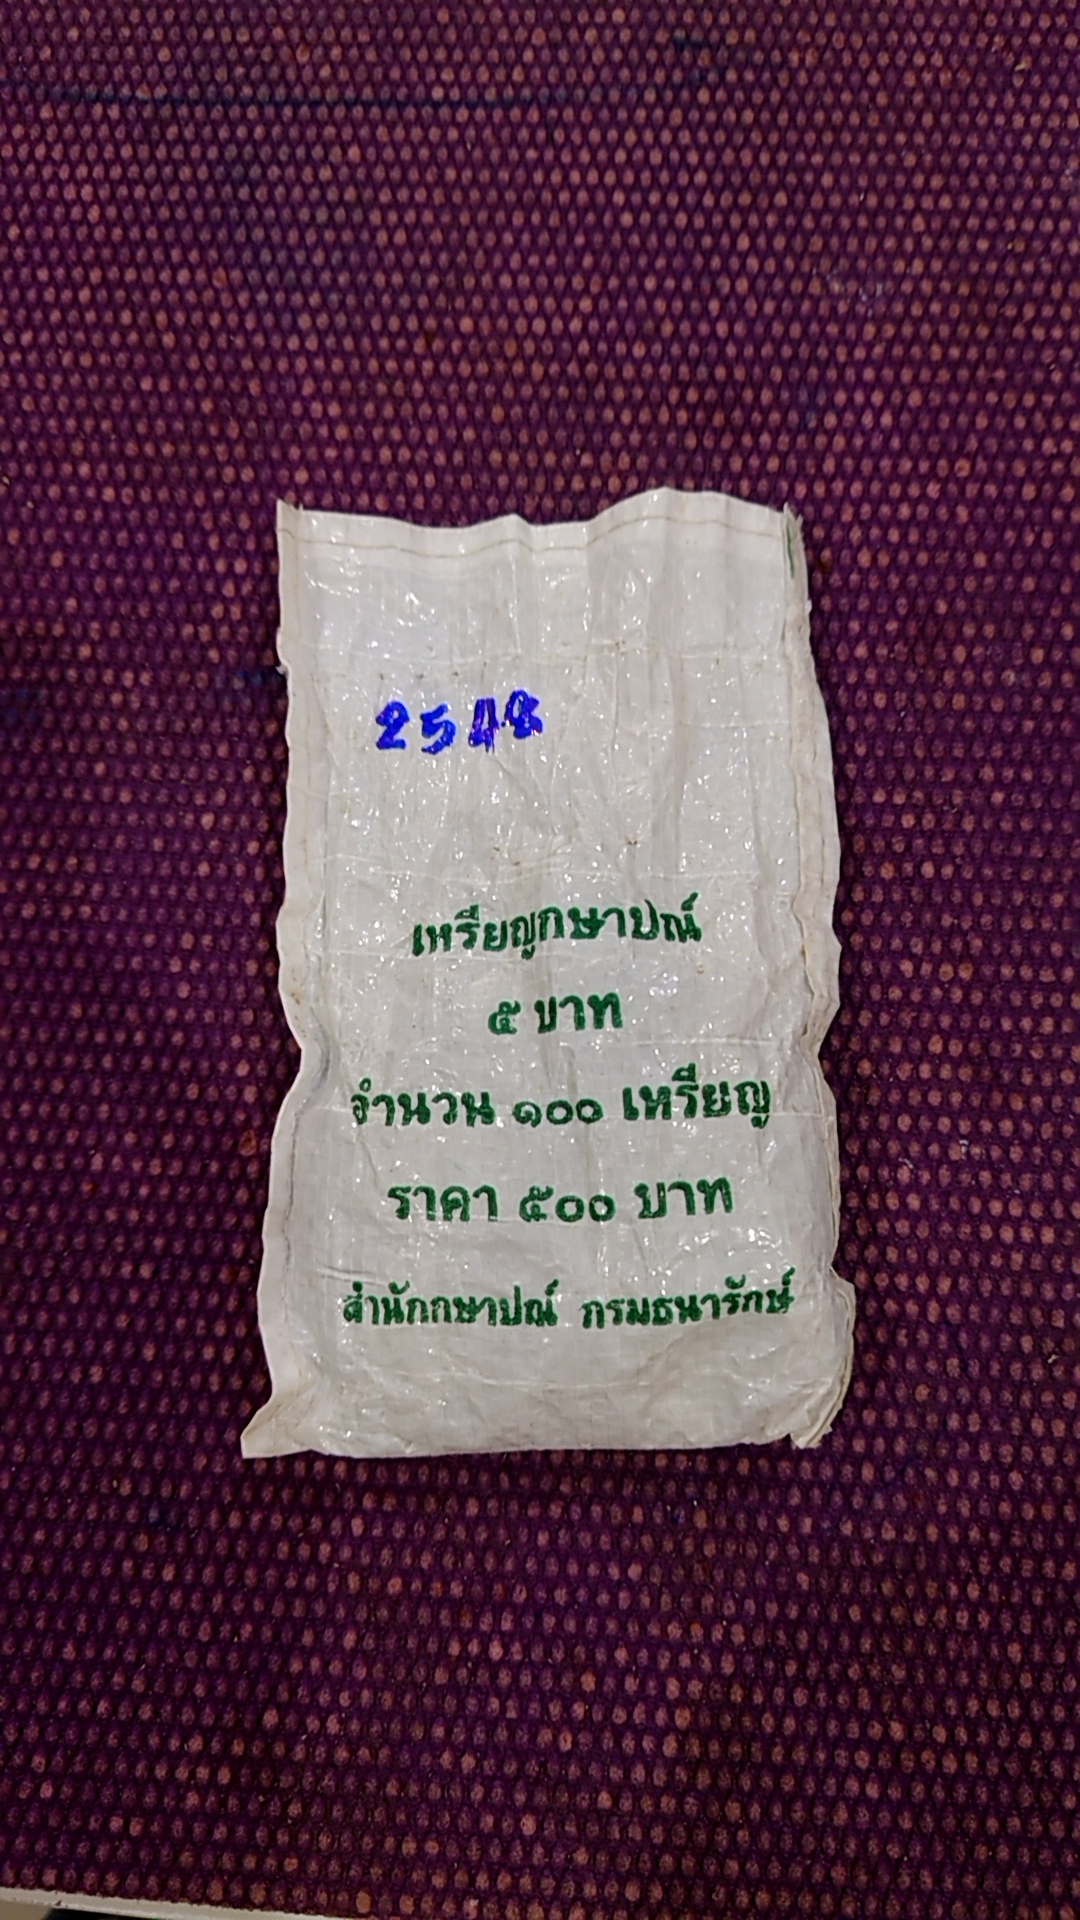 2548
เหรียญกษาปณ์
๕ บาท
จำนวน ๑๐๐ เหรียญ
ราคา ๕๐๐ บาท
สำนักกษาปณ์ กรมธนารักษ์